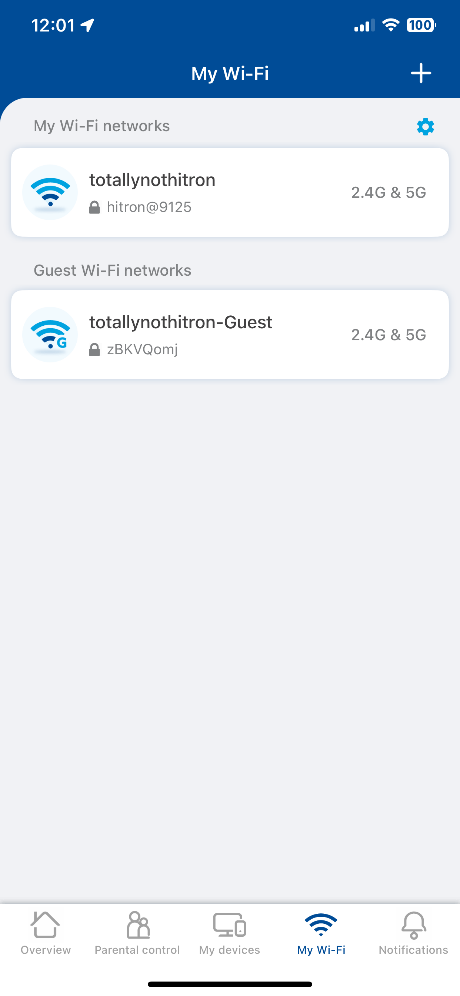 12:01
100
My Wi-Fi
My Wi-Fi networks
totallynothitron
hitron@9125
2.4G & 5G
Guest Wi-Fi networks
totallynothitron-Guest
G
zBKVQomj
2.4G & 5G
Overview
Parental control
My devices
My Wi-Fi
Notifications